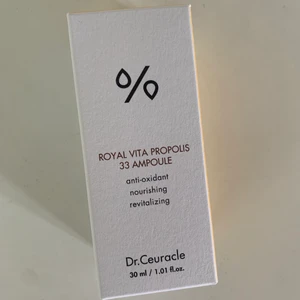 %
ROYAL VITA PROPOLIS
33 AMPOULE
anti-oxidant
nourishing
revitalizing
Dr.Ceuracle
30 ml / 1.01 fl.oz.